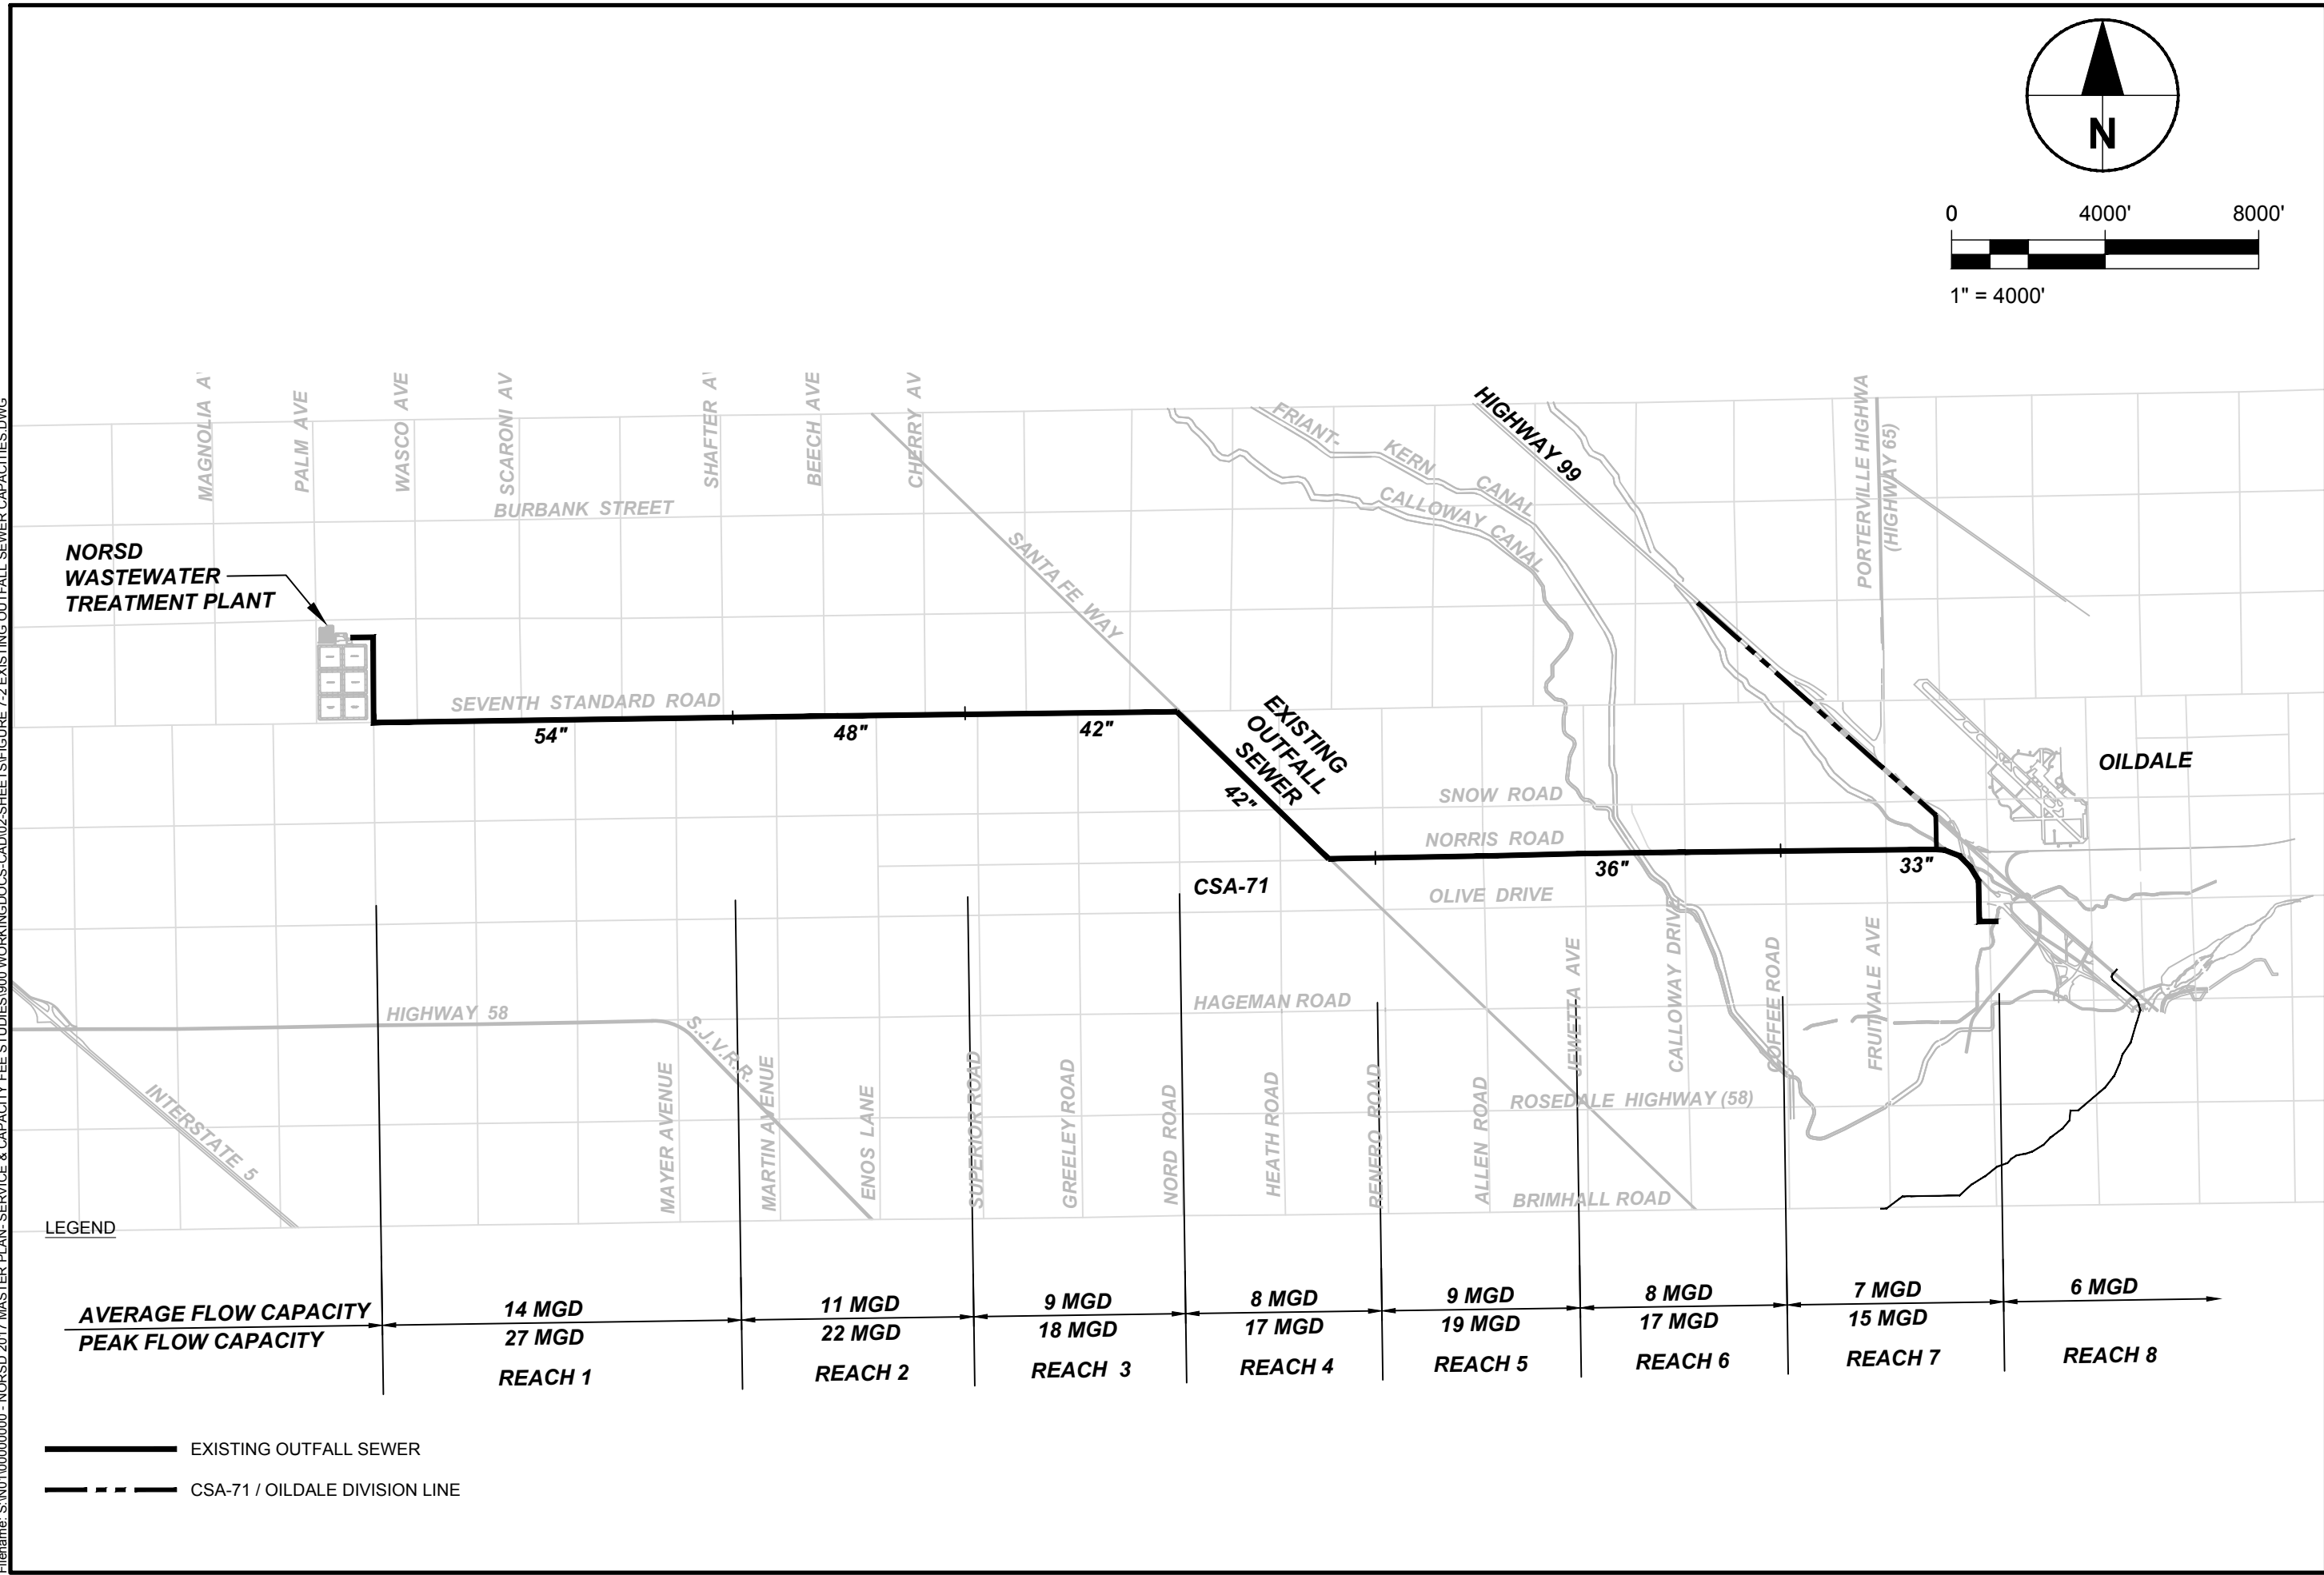 N
0 4000' 8000'
1" = 4000'
MAGNOLIA A
PALM AVE
WASCO AVE
SCARONI AV
SHAFTER A
BEECH AVE
CHERRY AV
BURBANK STREET
SANTA FE WAY
FRIANT-
KERN
CANAL
CALLOWAY CANAL
HIGHWAY 99
PORTERVILLE HIGHWA
(HIGHWAY 65)
NORSD
WASTEWATER
TREATMENT PLANT
SEVENTH STANDARD ROAD
54"
48"
42"
EXISTING
OUTFALL
SEWER
42"
SNOW ROAD
NORRIS ROAD
OILDALE
36"
33"
CSA-71
OLIVE DRIVE
HIGHWAY 58
S.J.V.R.R.
HAGEMAN ROAD
INTERSTATE 5
MAYER AVENUE
MARTIN AVENUE
ENOS LANE
SUPERIOR ROAD
GREELEY ROAD
NORD ROAD
HEATH ROAD
RENFRO ROAD
ALLEN ROAD
JEWETTA AVE
CALLOWAY DRIVE
COFFEE ROAD
FRUITVALE AVE
ROSEDALE HIGHWAY (58)
BRIMHALL ROAD
LEGEND
AVERAGE FLOW CAPACITY 14 MGD 11 MGD 9 MGD 8 MGD 9 MGD 8 MGD 7 MGD 6 MGD
PEAK FLOW CAPACITY 27 MGD 22 MGD 18 MGD 17 MGD 19 MGD 17 MGD 15 MGD
REACH 1 REACH 2 REACH 3 REACH 4 REACH 5 REACH 6 REACH 7 REACH 8
EXISTING OUTFALL SEWER
CSA-71 / OILDALE DIVISION LINE